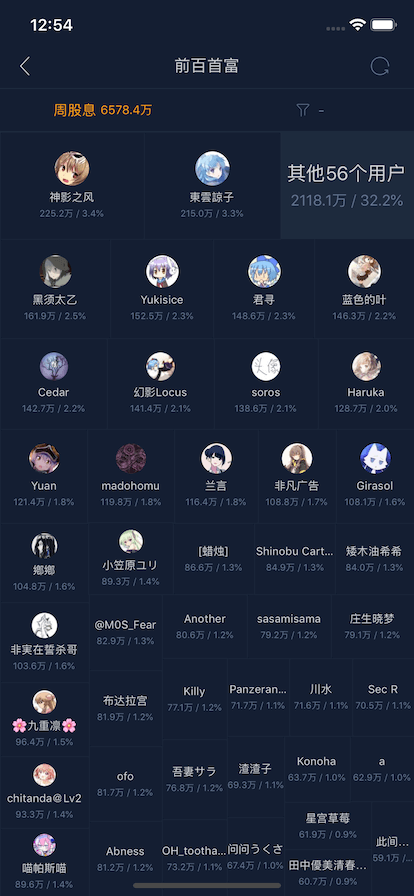 12:54
前百首富
周股息 6578.4万
-
神影之风
225.2万 / 3.4%
東雲諒子
215.0万 / 3.3%
其他56个用户
2118.1万 / 32.2%
黑须太乙
161.9万 / 2.5%
Yukisice
152.5万 / 2.3%
君寻
148.6万 / 2.3%
蓝色的叶
146.3万 / 2.2%
Cedar
142.7万 / 2.2%
幻影Locus
141.4万 / 2.1%
头像
soros
138.6万 / 2.1%
Haruka
128.7万 / 2.0%
Yuan
121.4万 / 1.8%
madohomu
119.8万 / 1.8%
兰言
116.4万 / 1.8%
非凡广告
108.8万 / 1.7%
Girasol
108.1万 / 1.6%
鄉鄉
104.8万 / 1.6%
小笠原ユリ
89.3万 / 1.4%
[蜡烛]
86.6万 / 1.3%
Shinobu Cart...
84.9万 / 1.3%
矮木油希希
84.0万 / 1.3%
非实在誓杀哥
103.6万 / 1.6%
@M0S_Fear
82.9万 / 1.3%
Another
80.6万 / 1.2%
sasamisama
79.2万 / 1.2%
庄生晓梦
79.1万 / 1.2%
🌸九重凛🌸
96.4万 / 1.5%
布达拉宫
81.9万 / 1.2%
Killy
77.1万 / 1.2%
Panzeran...
71.7万 / 1.1%
川水
71.6万 / 1.1%
Sec R
70.5万 / 1.1%
chitanda@Lv2
93.3万 / 1.4%
ofo
81.7万 / 1.2%
吾妻サラ
76.8万 / 1.2%
渣渣子
69.3万 / 1.1%
Konoha
63.7万 / 1.0%
a
62.9万 / 1.0%
喵帕斯喵
89.6万 / 1.4%
Abness
81.2万 / 1.2%
OH_tootha...
73.2万 / 1.1%
问问うくさ
67.4万 / 1.0%
星宫草莓
61.9万 / 0.9%
田中優美清春...
60.7万 / 0.9%
此间...
59.1万 /...